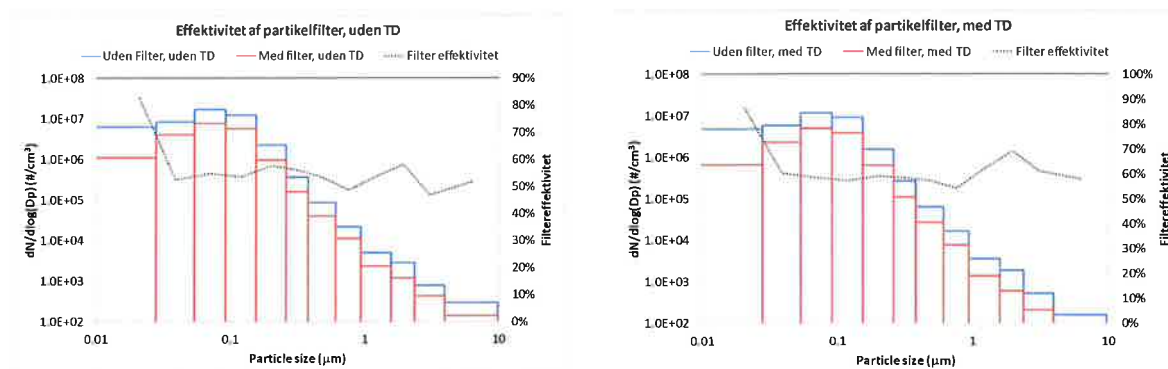 Effektivitet af partikelfilter, uden TD
Uden Filter, uden TD
Med filter, uden TD
Filter effektivitet
1.0E+08
1.0E+07
1.0E+06
1.0E+05
1.0E+04
1.0E+03
1.0E+02
dN/dlog(Dp) (#/cm³)
90%
80%
70%
60%
50%
40%
30%
20%
10%
0%
Filtereffektivitet
0.01
0.1
1
10
Particle size (µm)
Effektivitet af partikelfilter, med TD
Uden filter, med TD
Med filter, med TD
Filter effektivitet
1.0E+08
1.0E+07
1.0E+06
1.0E+05
1.0E+04
1.0E+03
1.0E+02
dN/dlog(Dp) (#/cm³)
100%
90%
80%
70%
60%
50%
40%
30%
20%
10%
0%
Filtereffektivitet
0.01
0.1
1
10
Particle size (µm)